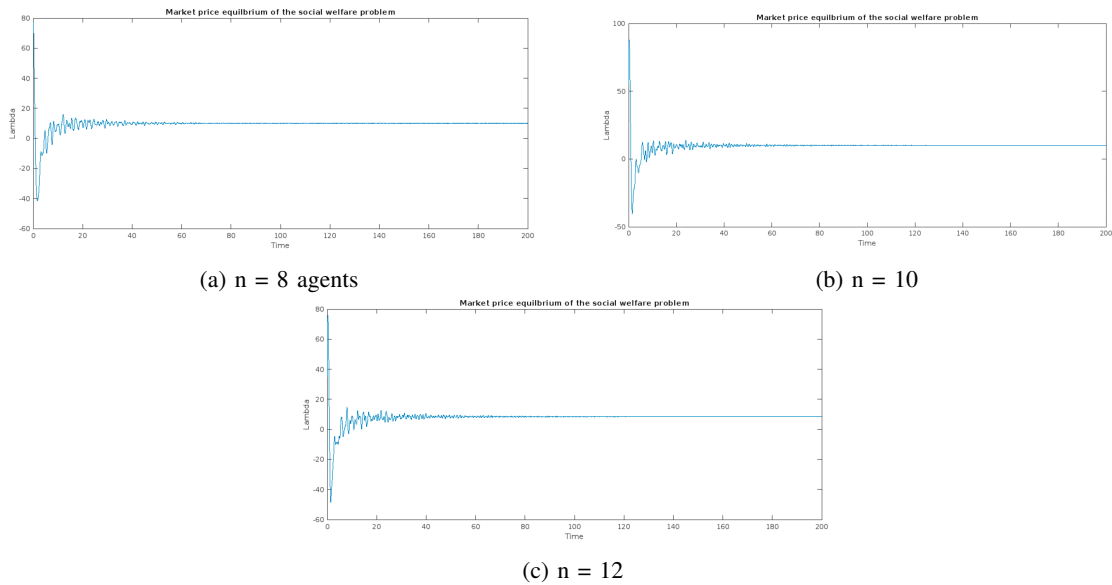 Market price equilbrium of the social welfare problem
80
60
40
20
0
-20
-40
-60
Lambda
0 20 40 60 80 100 120 140 160 180 200
Time
(a) n = 8 agents
Market price equilbrium of the social welfare problem
100
50
0
-50
Lambda
0 20 40 60 80 100 120 140 160 180 200
Time
(b) n = 10
Market price equilbrium of the social welfare problem
80
60
40
20
0
-20
-40
-60
Lambda
0 20 40 60 80 100 120 140 160 180 200
Time
(c) n = 12